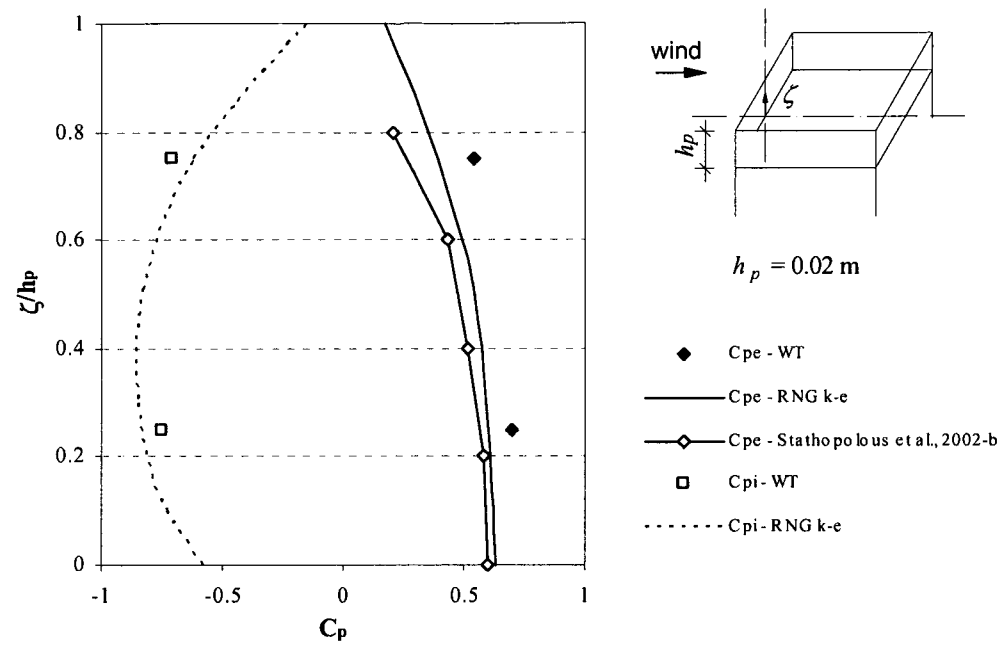 1
0.8
0.6
0.4
0.2
0
ζ/hp
-1
-0.5
0
0.5
1
Cp
wind
ζ
hp
h p = 0.02 m
Cpe - WT
Cpe - RNG k-e
Cpe - Stathopolous et al., 2002-b
Cpi - WT
Cpi - RNG k-e